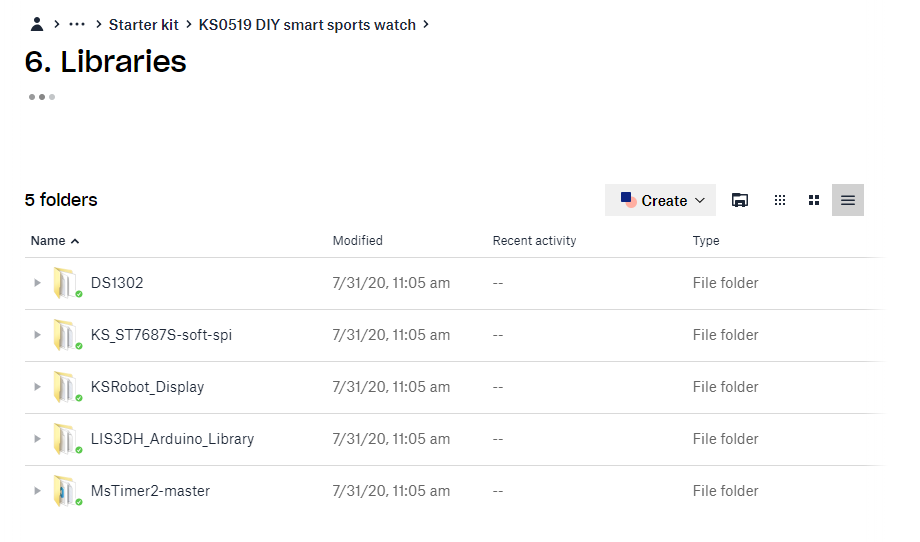 Starter kit KS0519 DIY smart sports watch
6. Libraries
5 folders Create
Name Modified Recent activity Type
DS1302 7/31/20, 11:05 am -- File folder
KS_ST7687S-soft-spi 7/31/20, 11:05 am -- File folder
KSRobot_Display 7/31/20, 11:05 am -- File folder
LIS3DH_Arduino_Library 7/31/20, 11:05 am -- File folder
MsTimer2-master 7/31/20, 11:05 am -- File folder